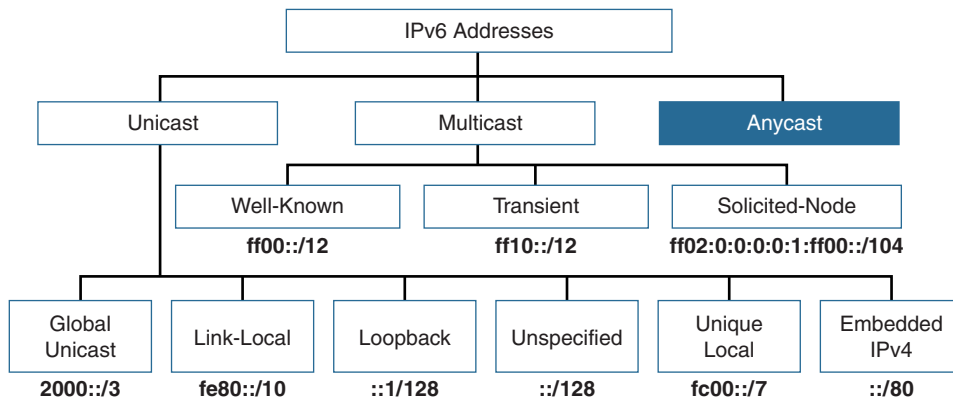 IPv6 Addresses
Unicast
Multicast
Anycast
Well-Known
Transient
Solicited-Node
ff00::/12
ff10::/12
ff02:0:0:0:0:1:ff00::/104
Global
Unicast
Link-Local
Loopback
Unspecified
Unique
Local
Embedded
IPv4
2000::/3
fe80::/10
::1/128
::/128
fc00::/7
::/80